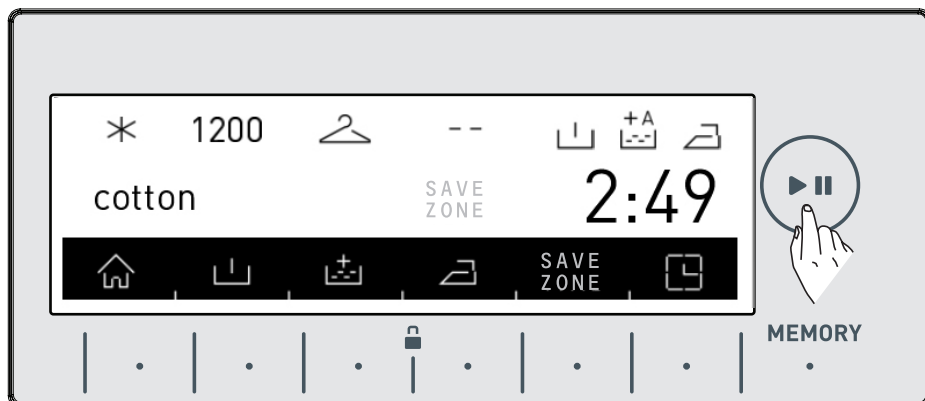 1200 --
+A
cotton
SAVE
ZONE
2:49
SAVE
ZONE
MEMORY